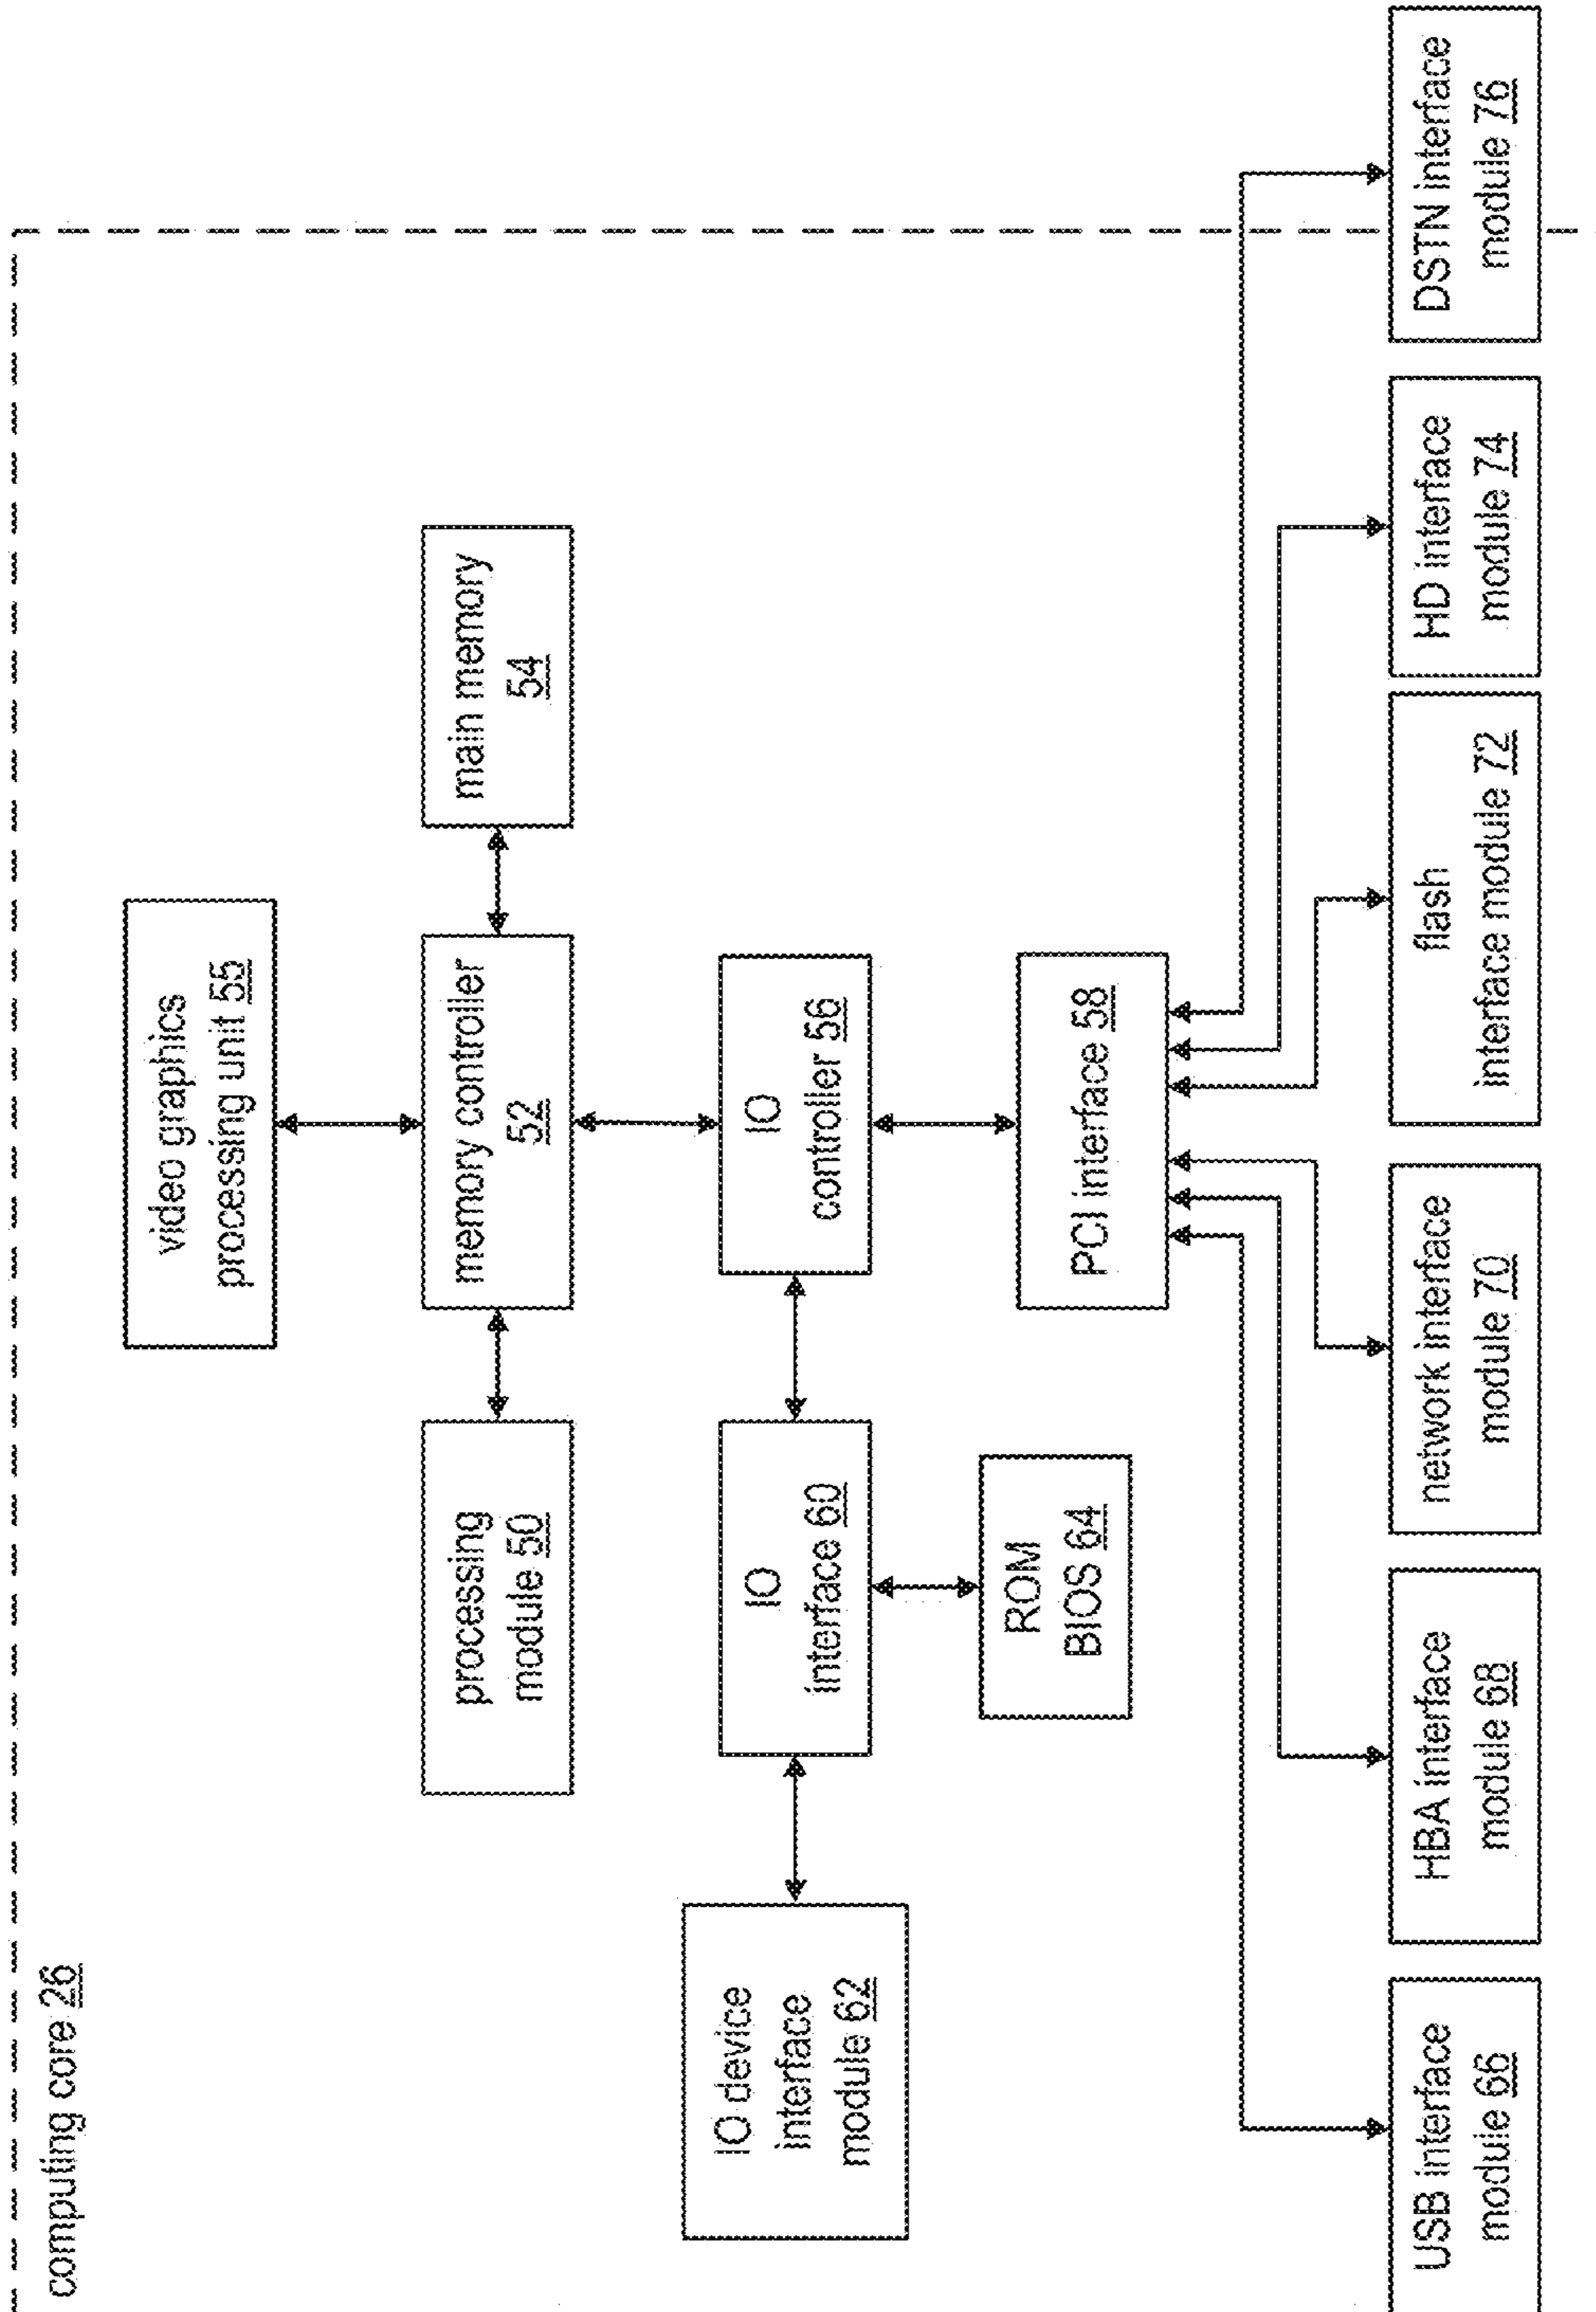 computing core 26
video graphics
processing unit 55
processing
module 50
memory controller
52
main memory
54
IO device
interface
module 62
IO
interface 60
IO
controller 56
ROM
BIOS 64
PCI interface 58
USB interface
module 66
HBA interface
module 68
network interface
module 70
flash
interface module 72
HD interface
module 74
DSTN interface
module 76